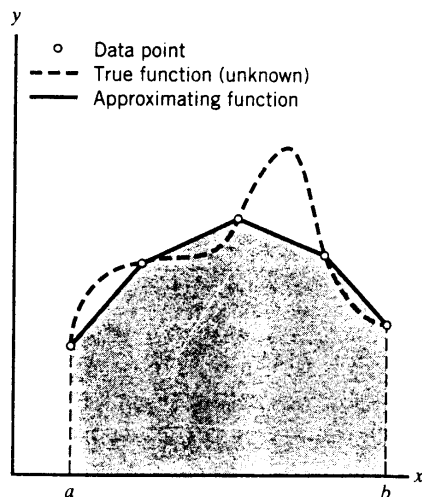 y
Data point
True function (unknown)
Approximating function
x
a
b